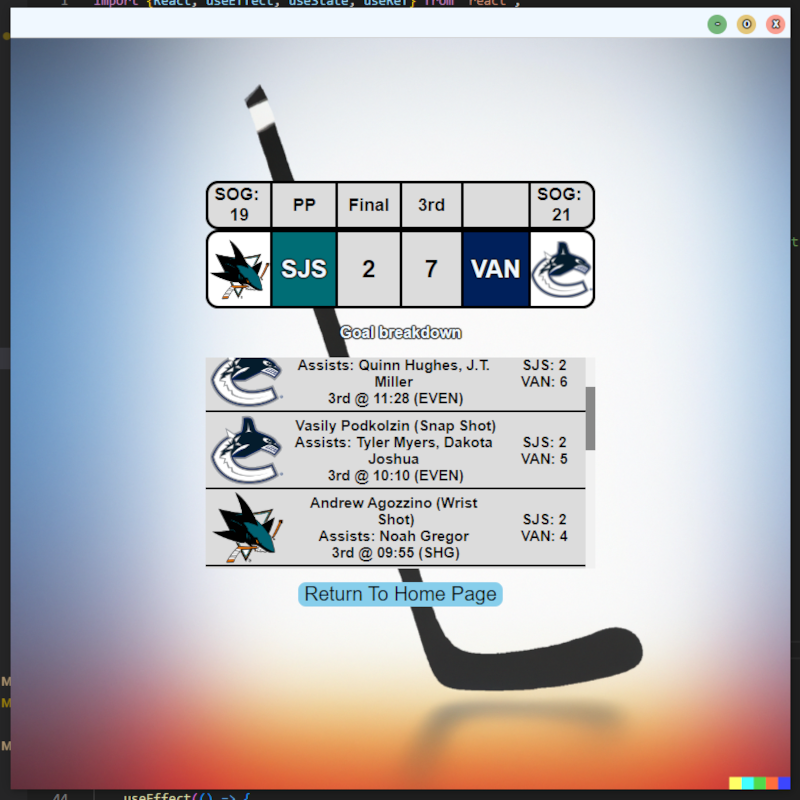 1 import {React, useEffect, useState, useRef} from 'react';
- O X
SOG: 19
PP
Final
3rd
SOG: 21
SJS
2
7
VAN
Goal breakdown
Assists: Quinn Hughes, J.T.
Miller
3rd @ 11:28 (EVEN)
SJS: 2
VAN: 6
Vasily Podkolzin (Snap Shot)
Assists: Tyler Myers, Dakota
Joshua
3rd @ 10:10 (EVEN)
SJS: 2
VAN: 5
Andrew Agozzino (Wrist
Shot)
Assists: Noah Gregor
3rd @ 09:55 (SHG)
SJS: 2
VAN: 4
Return To Home Page
M
M
M
44 useEffect(() => {